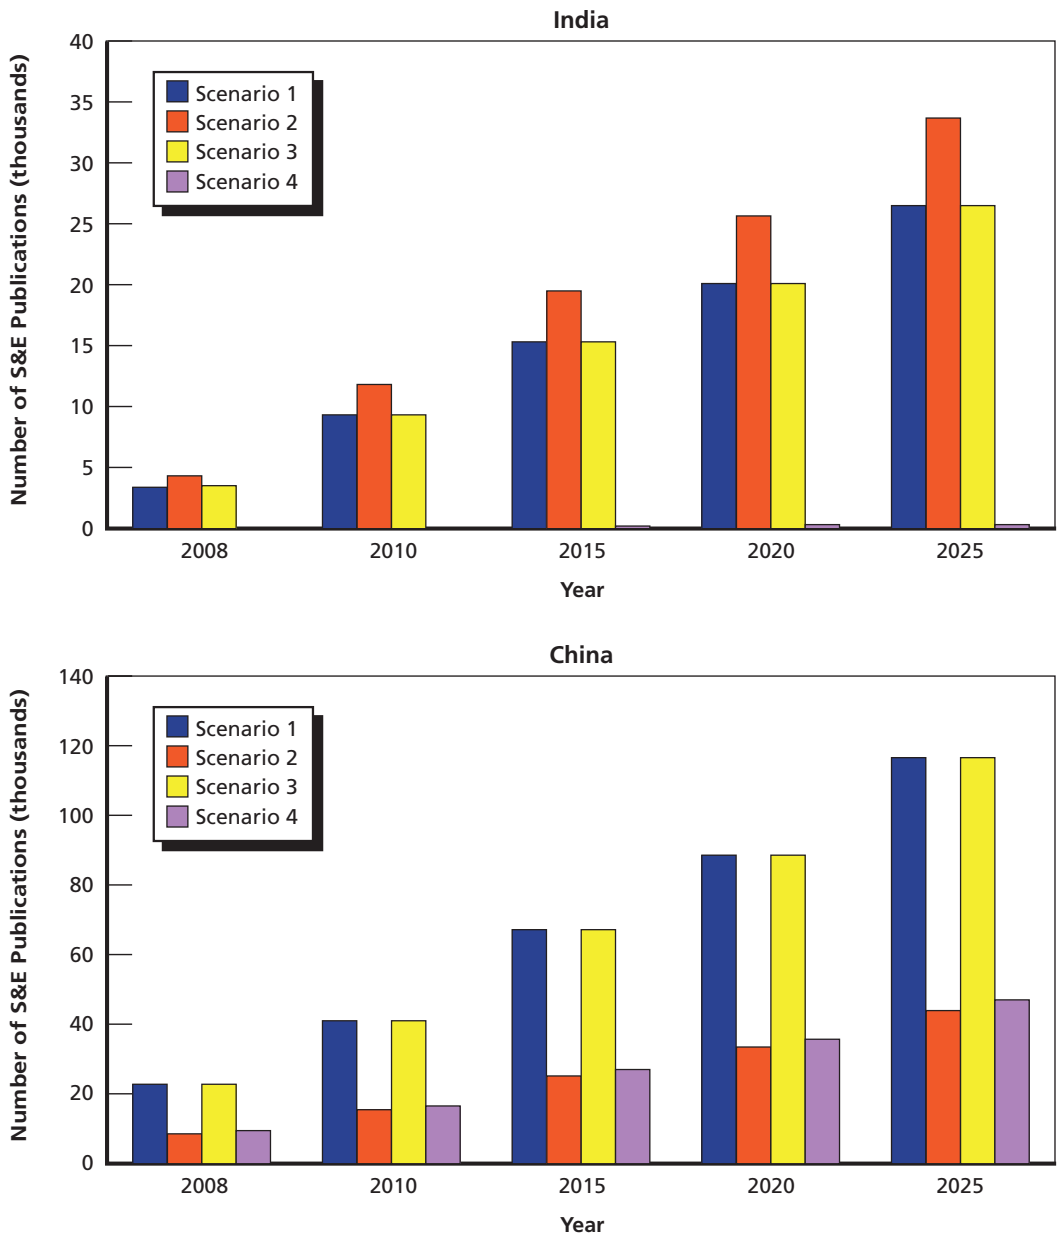 India
Number of S&E Publications (thousands)
40
35
30
25
20
15
10
5
0
Scenario 1
Scenario 2
Scenario 3
Scenario 4
2008 2010 2015 2020 2025
Year
China
Number of S&E Publications (thousands)
140
120
100
80
60
40
20
0
Scenario 1
Scenario 2
Scenario 3
Scenario 4
2008 2010 2015 2020 2025
Year